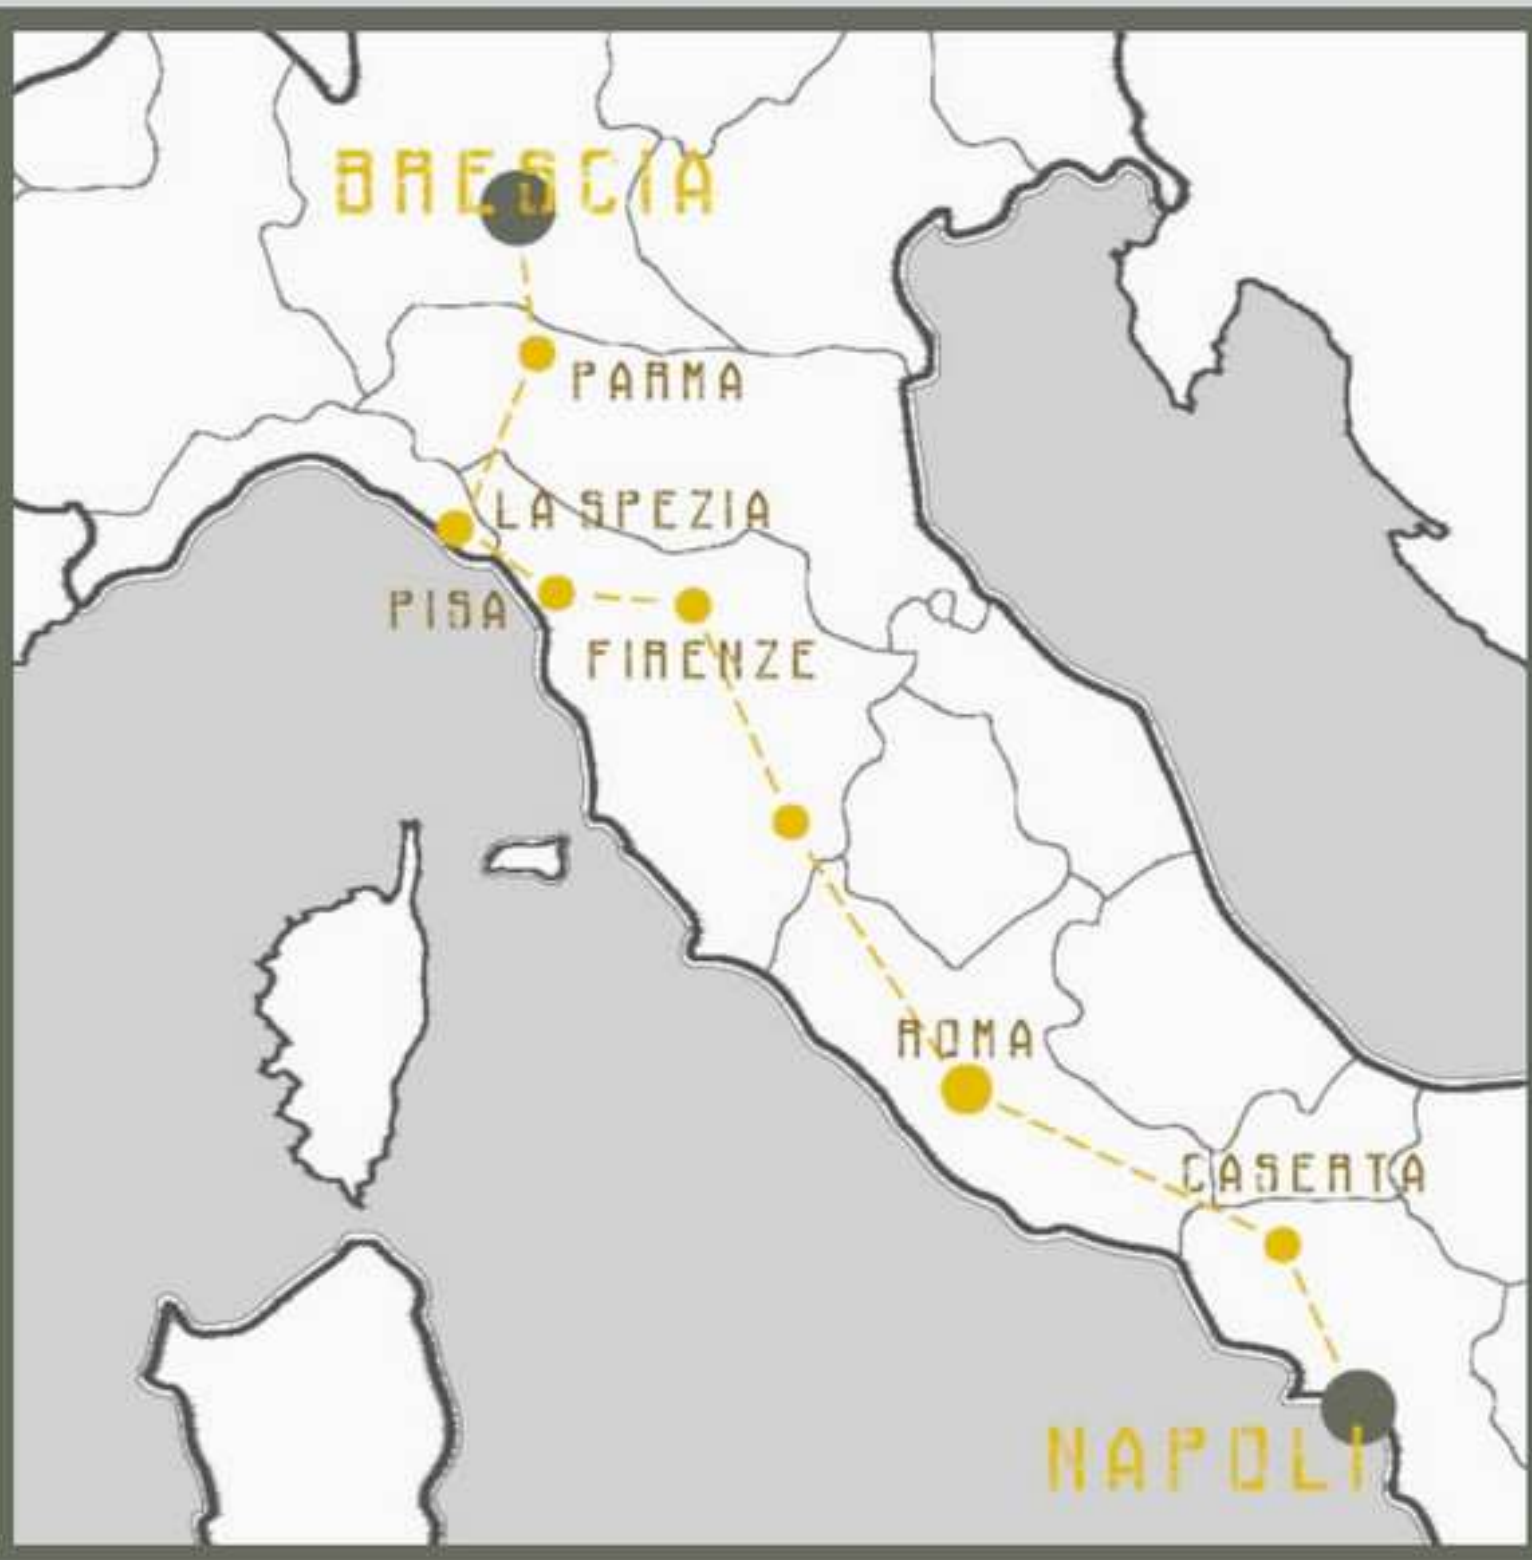 BRESCIA
PARMA
LA SPEZIA
PISA
FIRENZE
ROMA
CASERTA
NAPOLI